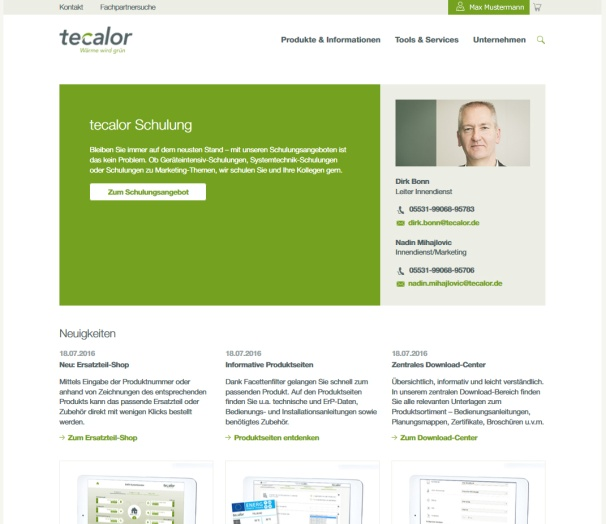 Kontakt Fachpartnersuche
Max Mustermann
tecalor
Wärme wird grün
Produkte & Informationen Tools & Services Unternehmen
tecalor Schulung
Bleiben Sie immer auf dem neusten Stand – mit unseren Schulungsangeboten ist
das kein Problem. Ob Geräteintensiv-Schulungen, Systemtechnik-Schulungen
oder Schulungen zu Marketing-Themen, wir schulen Sie und Ihre Kollegen gern.
Zum Schulungsangebot
Dirk Bonn
Leiter Innendienst
05531-99068-95783
dirk.bonn@tecalor.de
Nadin Mihajlovic
Innendienst/Marketing
05531-99068-95706
nadin.mihajlovic@tecalor.de
Neuigkeiten
18.07.2016
Neu: Ersatzteil-Shop
Mittels Eingabe der Produktnummer oder
anhand von Zeichnungen des entsprechenden
Produkts kann das passende Ersatzteil oder
Zubehör direkt mit wenigen Klicks bestellt
werden.
→ Zum Ersatzteil-Shop
18.07.2016
Informative Produktseiten
Dank Facettenfilter gelangen Sie schnell zum
passenden Produkt. Auf den Produktseiten
finden Sie u.a. technische und ErP-Daten,
Bedienungs- und Installationsanleitungen sowie
benötigtes Zubehör.
→ Produktseiten entdecken
18.07.2016
Zentrales Download-Center
Übersichtlich, informativ und leicht verständlich.
In unserem zentralen Download-Bereich finden
Sie alle relevanten Unterlagen zum
Produktsortiment – Bedienungsanleitungen,
Planungsmappen, Zertifikate, Broschüren u.v.m.
→ Zum Download-Center